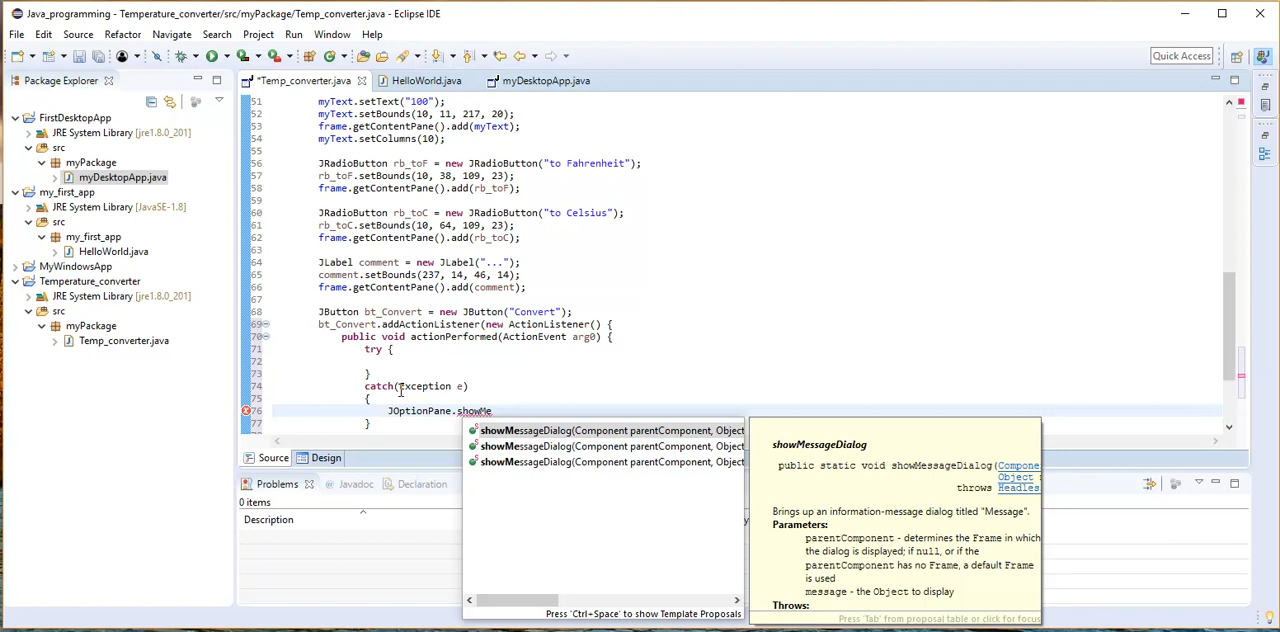 Java_programming - Temperature_converter/src/myPackage/Temp_converter.java - Eclipse IDE
File Edit Source Refactor Navigate Search Project Run Window Help
Quick Access
Package Explorer
*Temp_converter.java HelloWorld.java myDesktopApp.java
FirstDesktopApp
JRE System Library [jre1.8.0_201]
src
myPackage
myDesktopApp.java
my_first_app
JRE System Library [JavaSE-1.8]
src
my_first_app
HelloWorld.java
MyWindowsApp
Temperature_converter
JRE System Library [jre1.8.0_201]
src
myPackage
Temp_converter.java
51 myText.setText("100");
52 myText.setBounds(10, 11, 217, 20);
53 frame.getContentPane().add(myText);
54 myText.setColumns(10);
55
56 JRadioButton rb_toF = new JRadioButton("to Fahrenheit");
57 rb_toF.setBounds(10, 38, 109, 23);
58 frame.getContentPane().add(rb_toF);
59
60 JRadioButton rb_toC = new JRadioButton("to Celsius");
61 rb_toC.setBounds(10, 64, 109, 23);
62 frame.getContentPane().add(rb_toC);
63
64 JLabel comment = new JLabel("...");
65 comment.setBounds(237, 14, 46, 14);
66 frame.getContentPane().add(comment);
67
68 JButton bt_Convert = new JButton("Convert");
69 bt_Convert.addActionListener(new ActionListener() {
70 public void actionPerformed(ActionEvent arg0) {
71 try {
72
73 }
74 catch(Exception e)
75 {
76 JOptionPane.showMe
77 }
showMessageDialog(Component parentComponent, Object
showMessageDialog(Component parentComponent, Object
showMessageDialog(Component parentComponent, Object
Press 'Ctrl+Space' to show Template Proposals
showMessageDialog
public static void showMessageDialog(Compone
Object
throws Headles
Brings up an information-message dialog titled "Message".
Parameters:
parentComponent - determines the Frame in which
the dialog is displayed; if null, or if the
parentComponent has no Frame, a default Frame
is used
message - the Object to display
Throws:
Press 'Tab' from proposal table or click for focus
Source Design
Problems Javadoc Declaration
0 items
Description